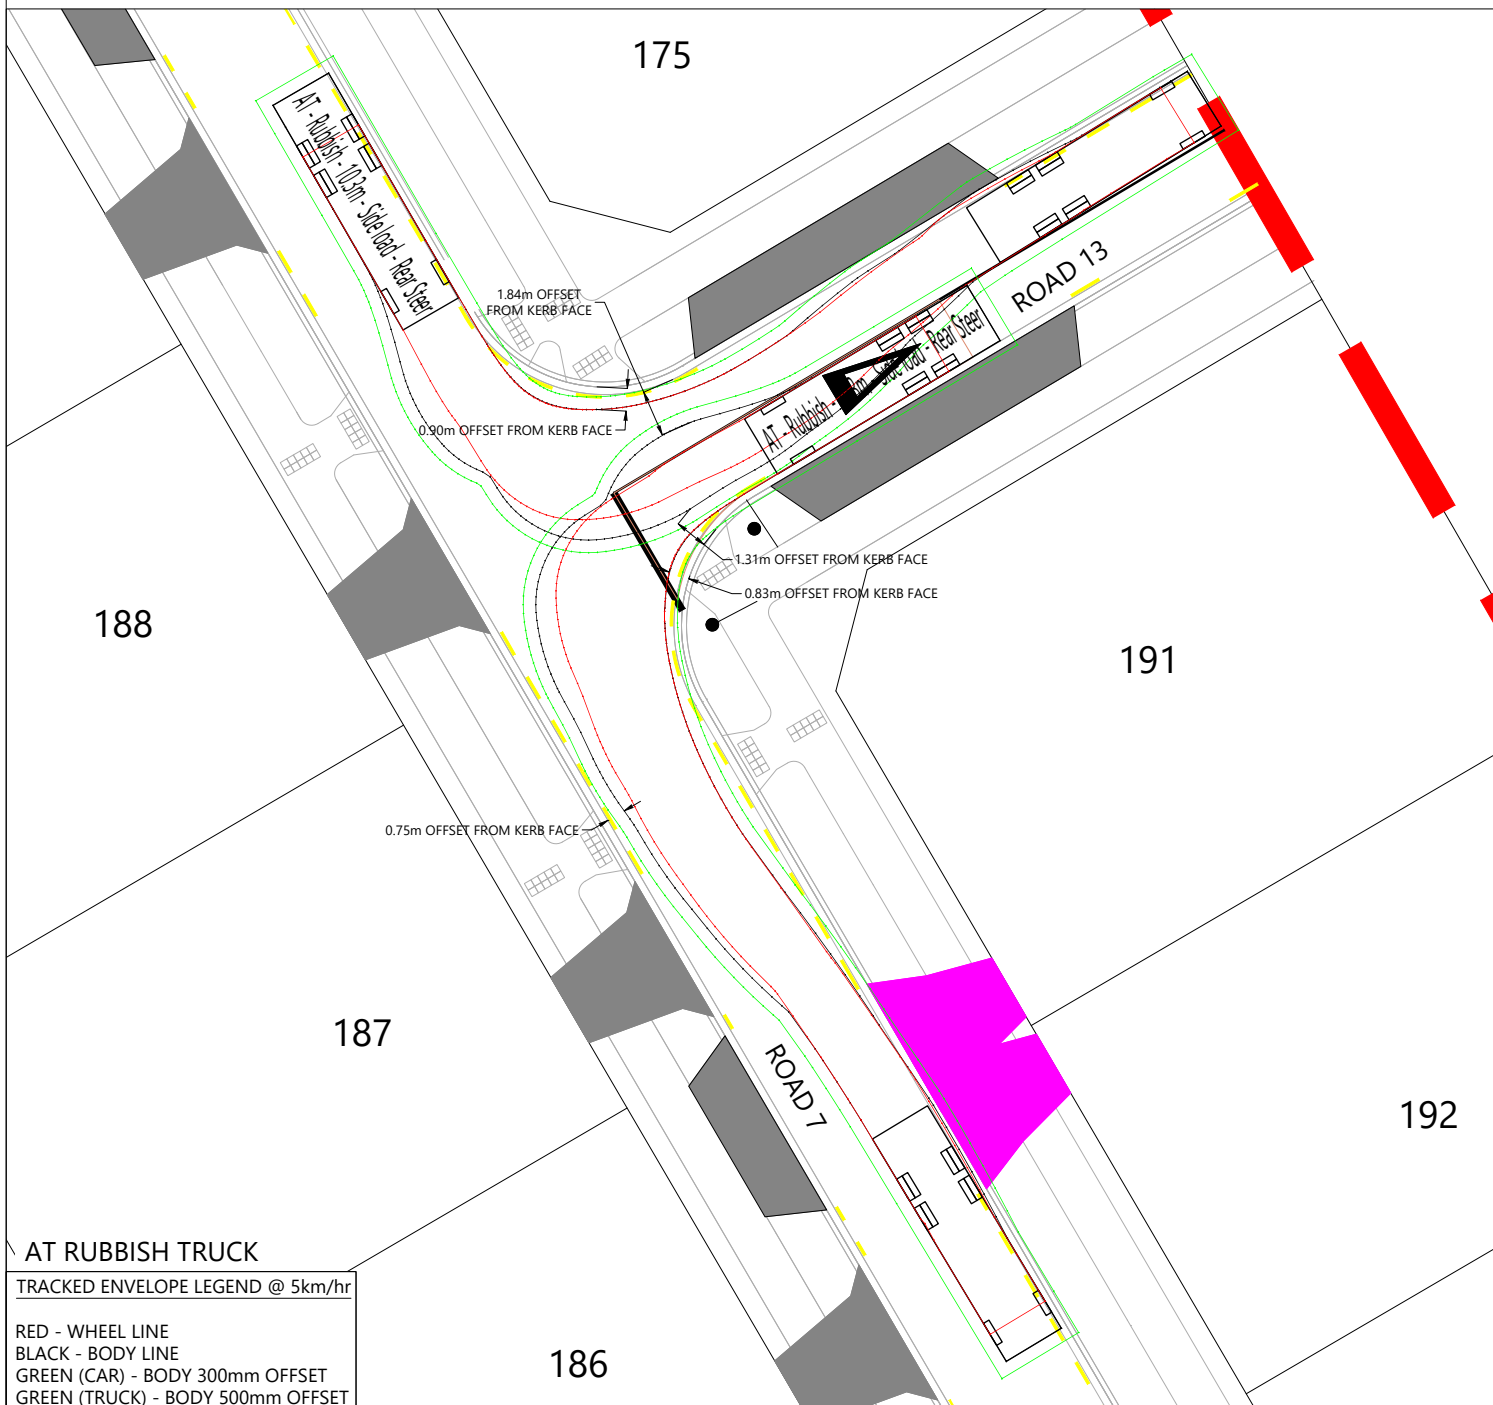 175
AT - Rubbish - 10.3m - Side load - Rear Steer
ROAD 13
1.84m OFFSET
FROM KERB FACE
AT - Rubbish - Side load - Rear Steer
0.90m OFFSET FROM KERB FACE
1.31m OFFSET FROM KERB FACE
0.83m OFFSET FROM KERB FACE
188
191
0.75m OFFSET FROM KERB FACE
187
ROAD 7
192
AT RUBBISH TRUCK
TRACKED ENVELOPE LEGEND @ 5km/hr
RED - WHEEL LINE
BLACK - BODY LINE
GREEN (CAR) - BODY 300mm OFFSET
GREEN (TRUCK) - BODY 500mm OFFSET
186